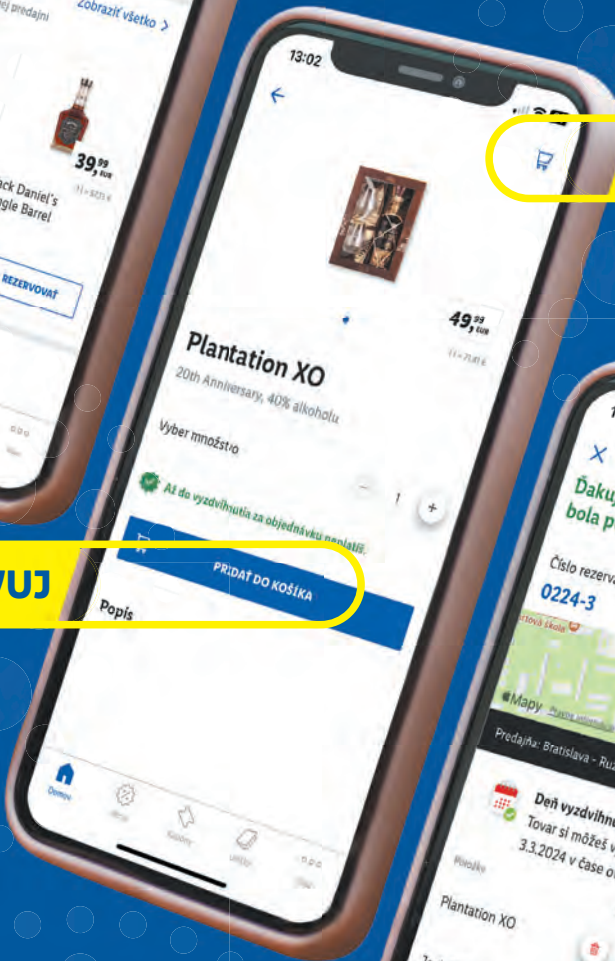 ej predajni
Zobraziť všetko >
39,99
EUR
ack Daniel's
gle Barrel
REZERVOVAŤ
13:02
49,99
EUR
Plantation XO
20th Anniversary, 40% alkoholu
Vyber množstvo
- 1 +
Až do vyzdvihnutia za objednávku neplatíš.
PRIDAŤ DO KOŠÍKA
VUJ
Popis
Domov
Ďaku
bola p
Číslo rezerva
0224-3
Mapy
Predajňa: Bratislava - Ruž
Deň vyzdvihnu
Tovar si môžeš v
3.3.2024 v čase o
Položky
Plantation XO